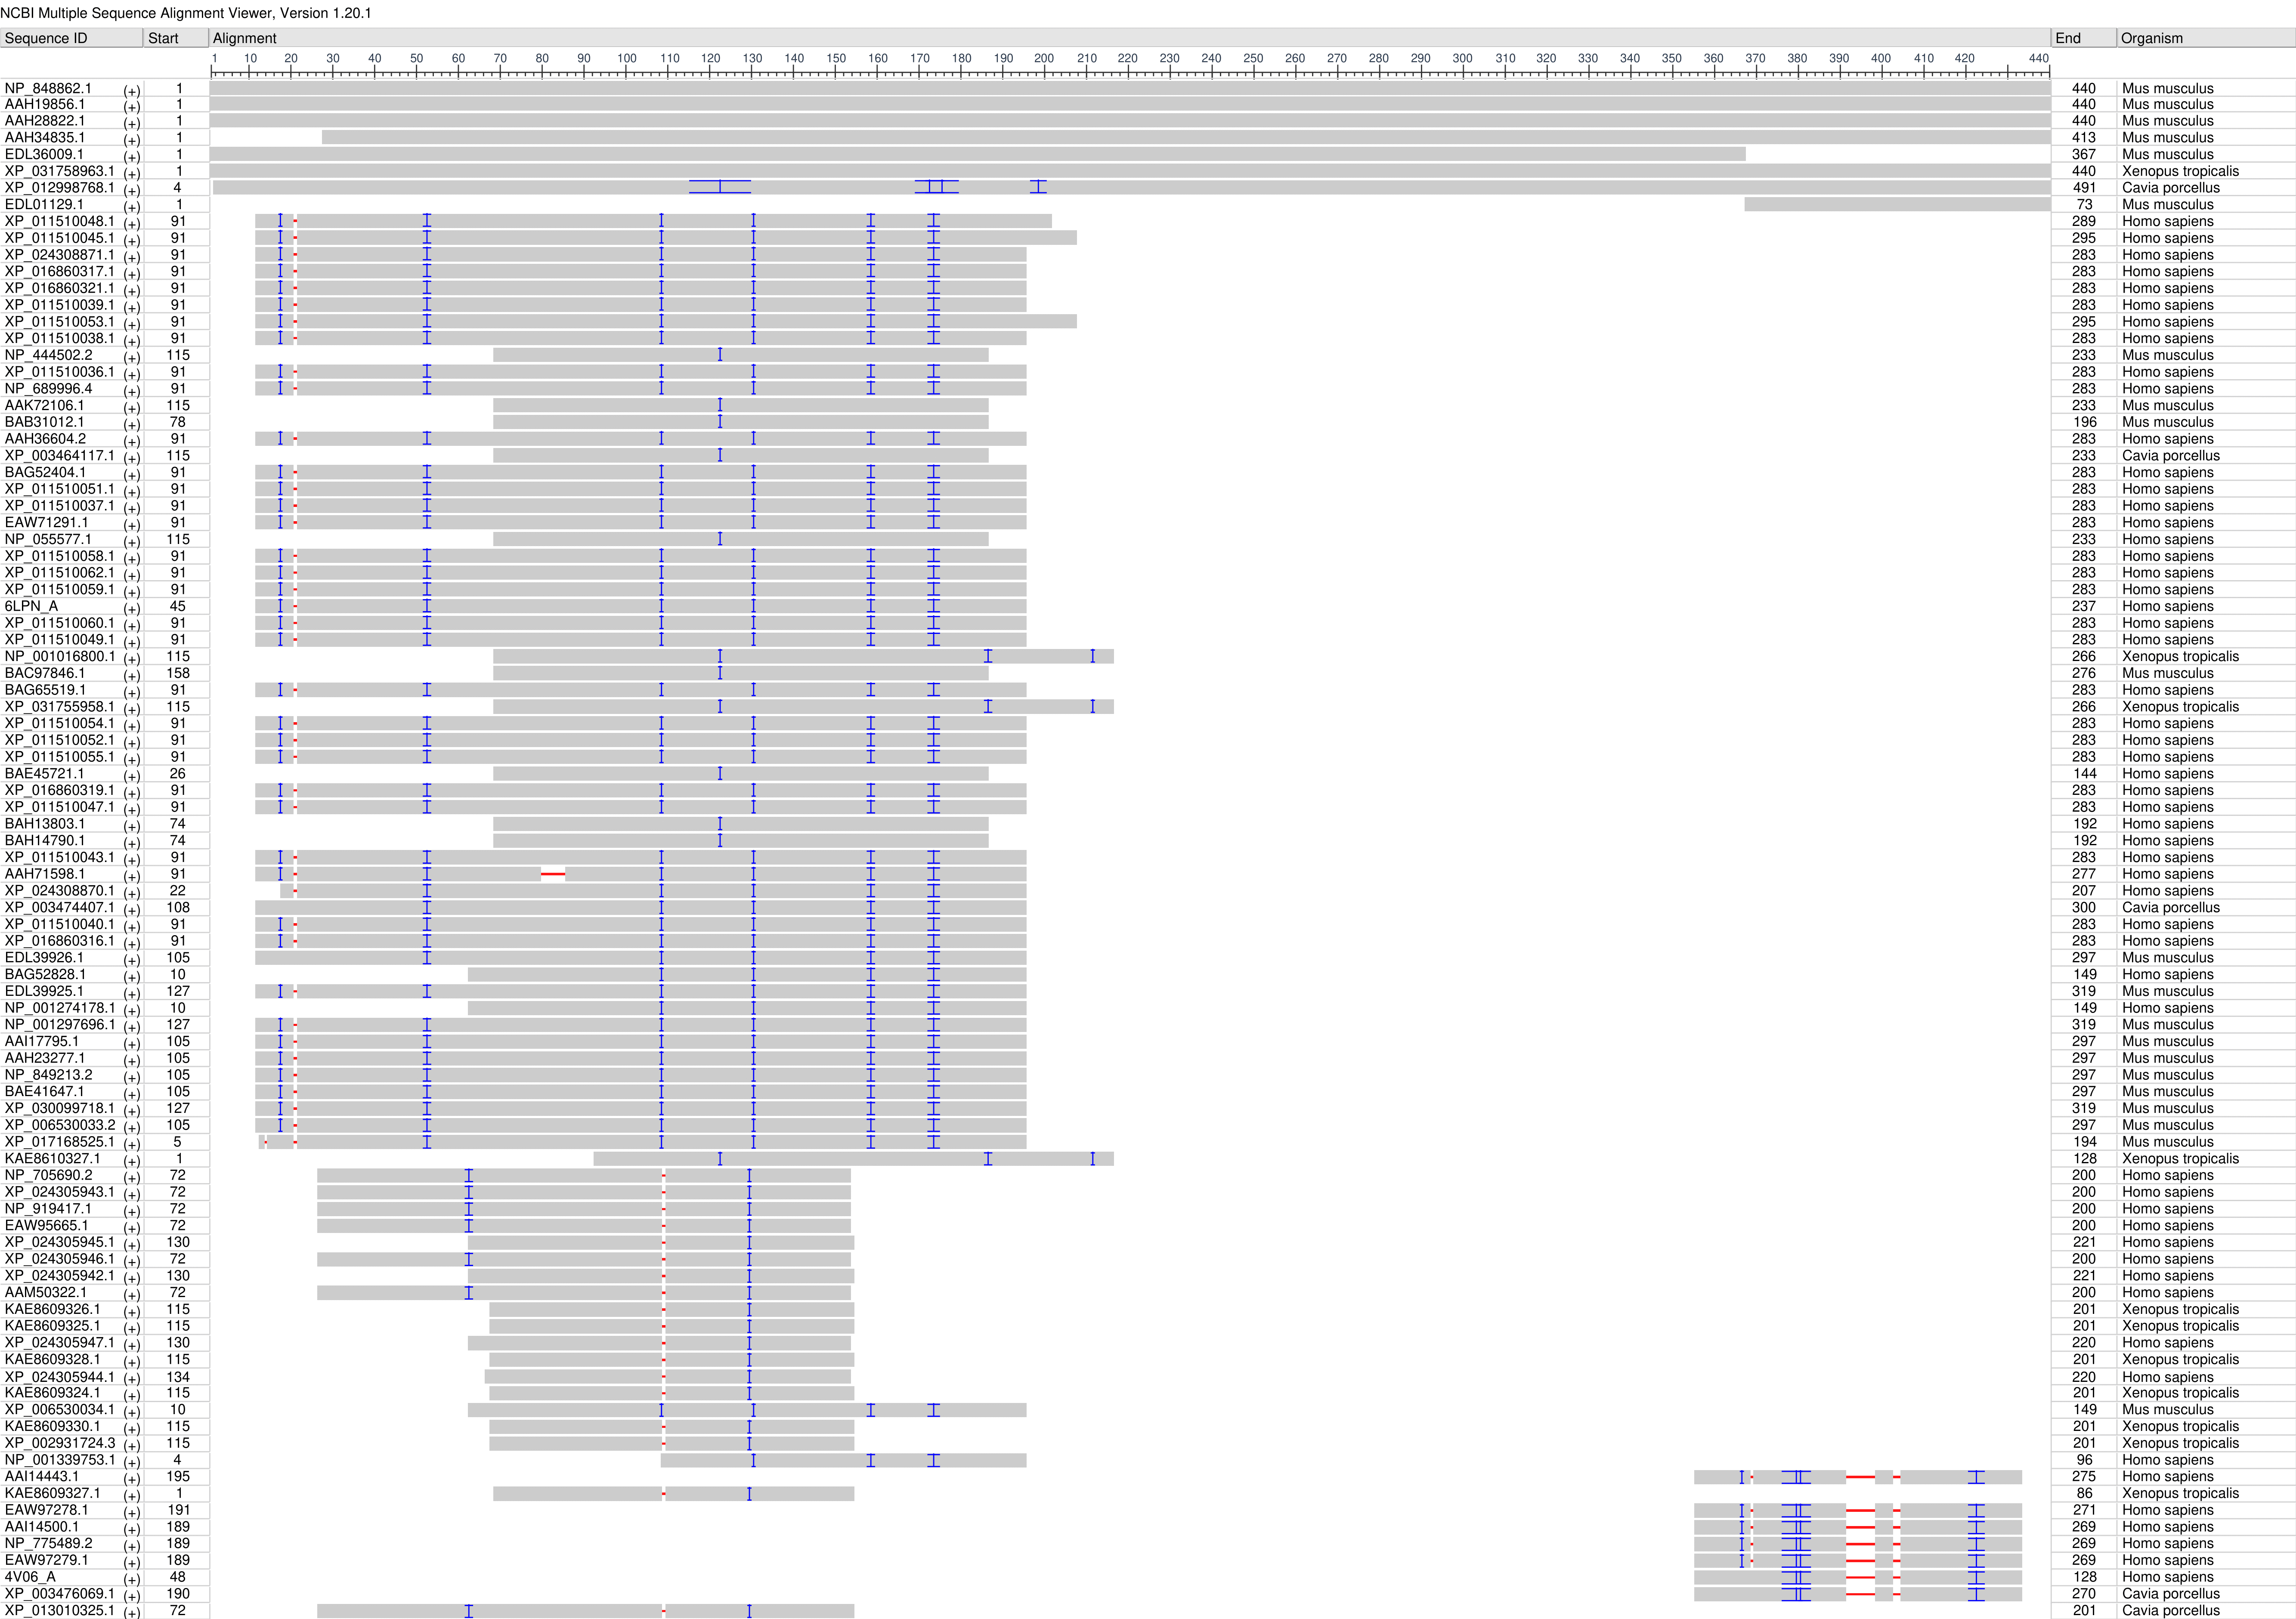 NCBI Multiple Sequence Alignment Viewer, Version 1.20.1
Sequence ID Start Alignment End Organism
1 10 20 30 40 50 60 70 80 90 100 110 120 130 140 150 160 170 180 190 200 210 220 230 240 250 260 270 280 290 300 310 320 330 340 350 360 370 380 390 400 410 420 440
NP_848862.1 (+) 1 440 Mus musculus
AAH19856.1 (+) 1 440 Mus musculus
AAH28822.1 (+) 1 440 Mus musculus
AAH34835.1 (+) 1 413 Mus musculus
EDL36009.1 (+) 1 367 Mus musculus
XP_031758963.1 (+) 1 440 Xenopus tropicalis
XP_012998768.1 (+) 4 491 Cavia porcellus
EDL01129.1 (+) 1 73 Mus musculus
XP_011510048.1 (+) 91 289 Homo sapiens
XP_011510045.1 (+) 91 295 Homo sapiens
XP_024308871.1 (+) 91 283 Homo sapiens
XP_016860317.1 (+) 91 283 Homo sapiens
XP_016860321.1 (+) 91 283 Homo sapiens
XP_011510039.1 (+) 91 283 Homo sapiens
XP_011510053.1 (+) 91 295 Homo sapiens
XP_011510038.1 (+) 91 283 Homo sapiens
NP_444502.2 (+) 115 233 Mus musculus
XP_011510036.1 (+) 91 283 Homo sapiens
NP_689996.4 (+) 91 283 Homo sapiens
AAK72106.1 (+) 115 233 Mus musculus
BAB31012.1 (+) 78 196 Mus musculus
AAH36604.2 (+) 91 283 Homo sapiens
XP_003464117.1 (+) 115 233 Cavia porcellus
BAG52404.1 (+) 91 283 Homo sapiens
XP_011510051.1 (+) 91 283 Homo sapiens
XP_011510037.1 (+) 91 283 Homo sapiens
EAW71291.1 (+) 91 283 Homo sapiens
NP_055577.1 (+) 115 233 Homo sapiens
XP_011510058.1 (+) 91 283 Homo sapiens
XP_011510062.1 (+) 91 283 Homo sapiens
XP_011510059.1 (+) 91 283 Homo sapiens
6LPN_A (+) 45 237 Homo sapiens
XP_011510060.1 (+) 91 283 Homo sapiens
XP_011510049.1 (+) 91 283 Homo sapiens
NP_001016800.1 (+) 115 266 Xenopus tropicalis
BAC97846.1 (+) 158 276 Mus musculus
BAG65519.1 (+) 91 283 Homo sapiens
XP_031755958.1 (+) 115 266 Xenopus tropicalis
XP_011510054.1 (+) 91 283 Homo sapiens
XP_011510052.1 (+) 91 283 Homo sapiens
XP_011510055.1 (+) 91 283 Homo sapiens
BAE45721.1 (+) 26 144 Homo sapiens
XP_016860319.1 (+) 91 283 Homo sapiens
XP_011510047.1 (+) 91 283 Homo sapiens
BAH13803.1 (+) 74 192 Homo sapiens
BAH14790.1 (+) 74 192 Homo sapiens
XP_011510043.1 (+) 91 283 Homo sapiens
AAH71598.1 (+) 91 277 Homo sapiens
XP_024308870.1 (+) 22 207 Homo sapiens
XP_003474407.1 (+) 108 300 Cavia porcellus
XP_011510040.1 (+) 91 283 Homo sapiens
XP_016860316.1 (+) 91 283 Homo sapiens
EDL39926.1 (+) 105 297 Mus musculus
BAG52828.1 (+) 10 149 Homo sapiens
EDL39925.1 (+) 127 319 Mus musculus
NP_001274178.1 (+) 10 149 Homo sapiens
NP_001297696.1 (+) 127 319 Mus musculus
AAI17795.1 (+) 105 297 Mus musculus
AAH23277.1 (+) 105 297 Mus musculus
NP_849213.2 (+) 105 297 Mus musculus
BAE41647.1 (+) 105 297 Mus musculus
XP_030099718.1 (+) 127 319 Mus musculus
XP_006530033.2 (+) 105 297 Mus musculus
XP_017168525.1 (+) 5 194 Mus musculus
KAE8610327.1 (+) 1 128 Xenopus tropicalis
NP_705690.2 (+) 72 200 Homo sapiens
XP_024305943.1 (+) 72 200 Homo sapiens
NP_919417.1 (+) 72 200 Homo sapiens
EAW95665.1 (+) 72 200 Homo sapiens
XP_024305945.1 (+) 130 221 Homo sapiens
XP_024305946.1 (+) 72 200 Homo sapiens
XP_024305942.1 (+) 130 221 Homo sapiens
AAM50322.1 (+) 72 200 Homo sapiens
KAE8609326.1 (+) 115 201 Xenopus tropicalis
KAE8609325.1 (+) 115 201 Xenopus tropicalis
XP_024305947.1 (+) 130 220 Homo sapiens
KAE8609328.1 (+) 115 201 Xenopus tropicalis
XP_024305944.1 (+) 134 220 Homo sapiens
KAE8609324.1 (+) 115 201 Xenopus tropicalis
XP_006530034.1 (+) 10 149 Mus musculus
KAE8609330.1 (+) 115 201 Xenopus tropicalis
XP_002931724.3 (+) 115 201 Xenopus tropicalis
NP_001339753.1 (+) 4 96 Homo sapiens
AAI14443.1 (+) 195 275 Homo sapiens
KAE8609327.1 (+) 1 86 Xenopus tropicalis
EAW97278.1 (+) 191 271 Homo sapiens
AAI14500.1 (+) 189 269 Homo sapiens
NP_775489.2 (+) 189 269 Homo sapiens
EAW97279.1 (+) 189 269 Homo sapiens
4V06_A (+) 48 128 Homo sapiens
XP_003476069.1 (+) 190 270 Cavia porcellus
XP_013010325.1 (+) 72 201 Cavia porcellus